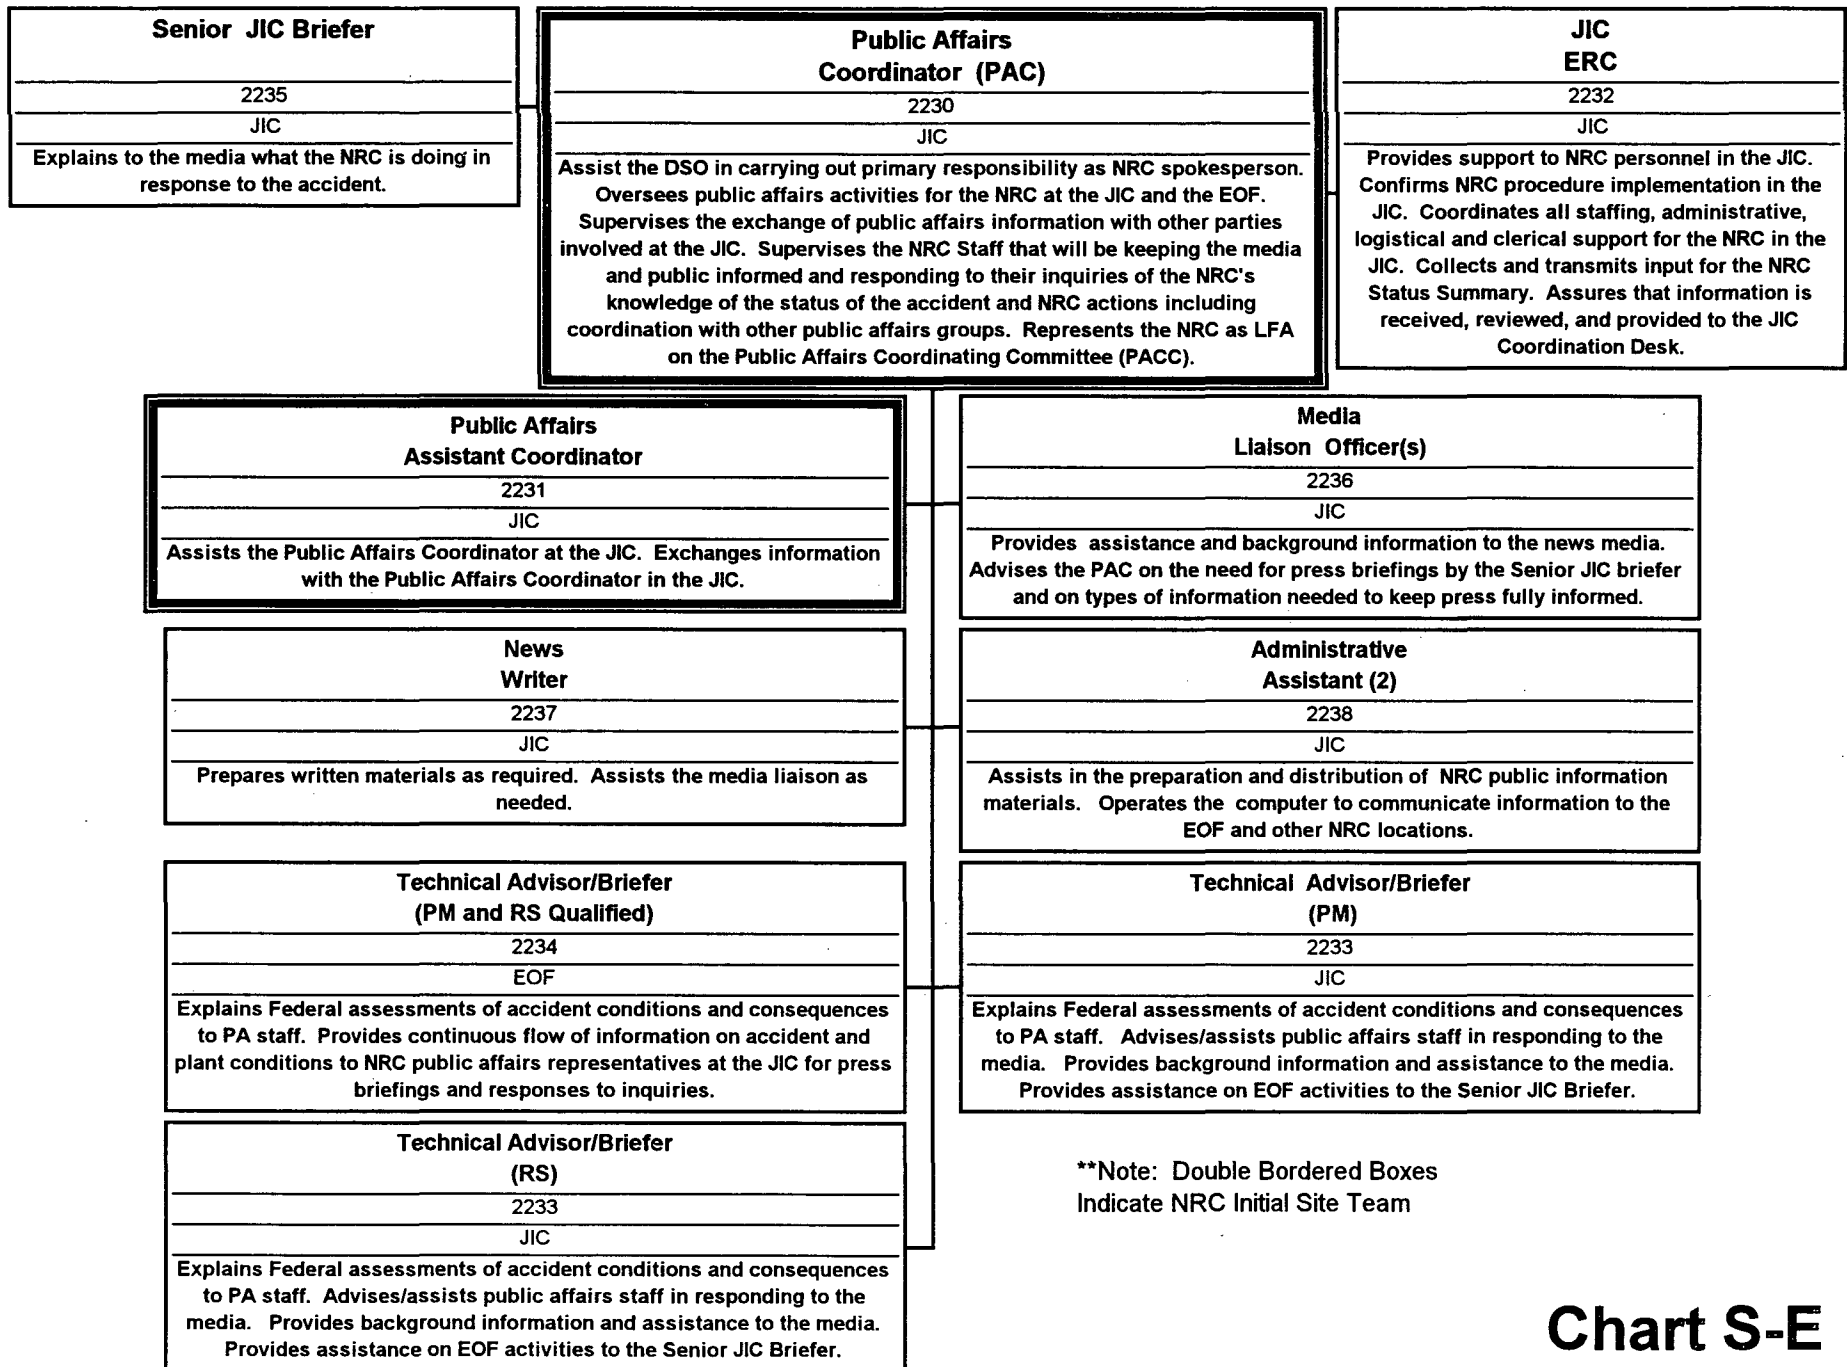 Senior JIC Briefer
2235
JIC
Explains to the media what the NRC is doing in
response to the accident.
Public Affairs
Coordinator (PAC)
2230
JIC
Assist the DSO in carrying out primary responsibility as NRC spokesperson.
Oversees public affairs activities for the NRC at the JIC and the EOF.
Supervises the exchange of public affairs information with other parties
involved at the JIC. Supervises the NRC Staff that will be keeping the media
and public informed and responding to their inquiries of the NRC's
knowledge of the status of the accident and NRC actions including
coordination with other public affairs groups. Represents the NRC as LFA
on the Public Affairs Coordinating Committee (PACC).
JIC
ERC
2232
JIC
Provides support to NRC personnel in the JIC.
Confirms NRC procedure implementation in the
JIC. Coordinates all staffing, administrative,
logistical and clerical support for the NRC in the
JIC. Collects and transmits input for the NRC
Status Summary. Assures that information is
received, reviewed, and provided to the JIC
Coordination Desk.
Public Affairs
Assistant Coordinator
2231
JIC
Assists the Public Affairs Coordinator at the JIC. Exchanges information
with the Public Affairs Coordinator in the JIC.
Media
Liaison Officer(s)
2236
JIC
Provides assistance and background information to the news media.
Advises the PAC on the need for press briefings by the Senior JIC briefer
and on types of information needed to keep press fully informed.
News
Writer
2237
JIC
Prepares written materials as required. Assists the media liaison as
needed.
Administrative
Assistant (2)
2238
JIC
Assists in the preparation and distribution of NRC public information
materials. Operates the computer to communicate information to the
EOF and other NRC locations.
Technical Advisor/Briefer
(PM and RS Qualified)
2234
EOF
Explains Federal assessments of accident conditions and consequences
to PA staff. Provides continuous flow of information on accident and
plant conditions to NRC public affairs representatives at the JIC for press
briefings and responses to inquiries.
Technical Advisor/Briefer
(PM)
2233
JIC
Explains Federal assessments of accident conditions and consequences
to PA staff. Advises/assists public affairs staff in responding to the
media. Provides background information and assistance to the media.
Provides assistance on EOF activities to the Senior JIC Briefer.
Technical Advisor/Briefer
(RS)
2233
JIC
Explains Federal assessments of accident conditions and consequences
to PA staff. Advises/assists public affairs staff in responding to the
media. Provides background information and assistance to the media.
Provides assistance on EOF activities to the Senior JIC Briefer.
**Note: Double Bordered Boxes
Indicate NRC Initial Site Team
Chart S-E